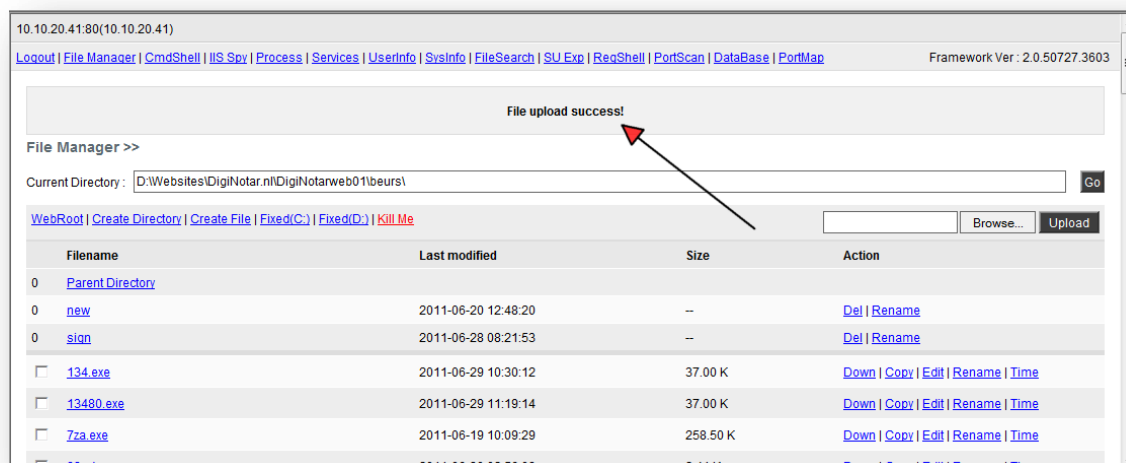 10.10.20.41:80(10.10.20.41)
Logout | File Manager | CmdShell | IIS Spy | Process | Services | UserInfo | SysInfo | FileSearch | SU Exp | RegShell | PortScan | DataBase | PortMap Framework Ver : 2.0.50727.3603
File upload success!
File Manager >>
Current Directory : D:\Websites\DigiNotar.nl\DigiNotarweb01\beurs\ Go
WebRoot | Create Directory | Create File | Fixed(C:) | Fixed(D:) | Kill Me Browse... Upload
Filename Last modified Size Action
0 Parent Directory
0 new 2011-06-20 12:48:20 -- Del | Rename
0 sign 2011-06-28 08:21:53 -- Del | Rename
134.exe 2011-06-29 10:30:12 37.00 K Down | Copy | Edit | Rename | Time
13480.exe 2011-06-29 11:19:14 37.00 K Down | Copy | Edit | Rename | Time
7za.exe 2011-06-19 10:09:29 258.50 K Down | Copy | Edit | Rename | Time